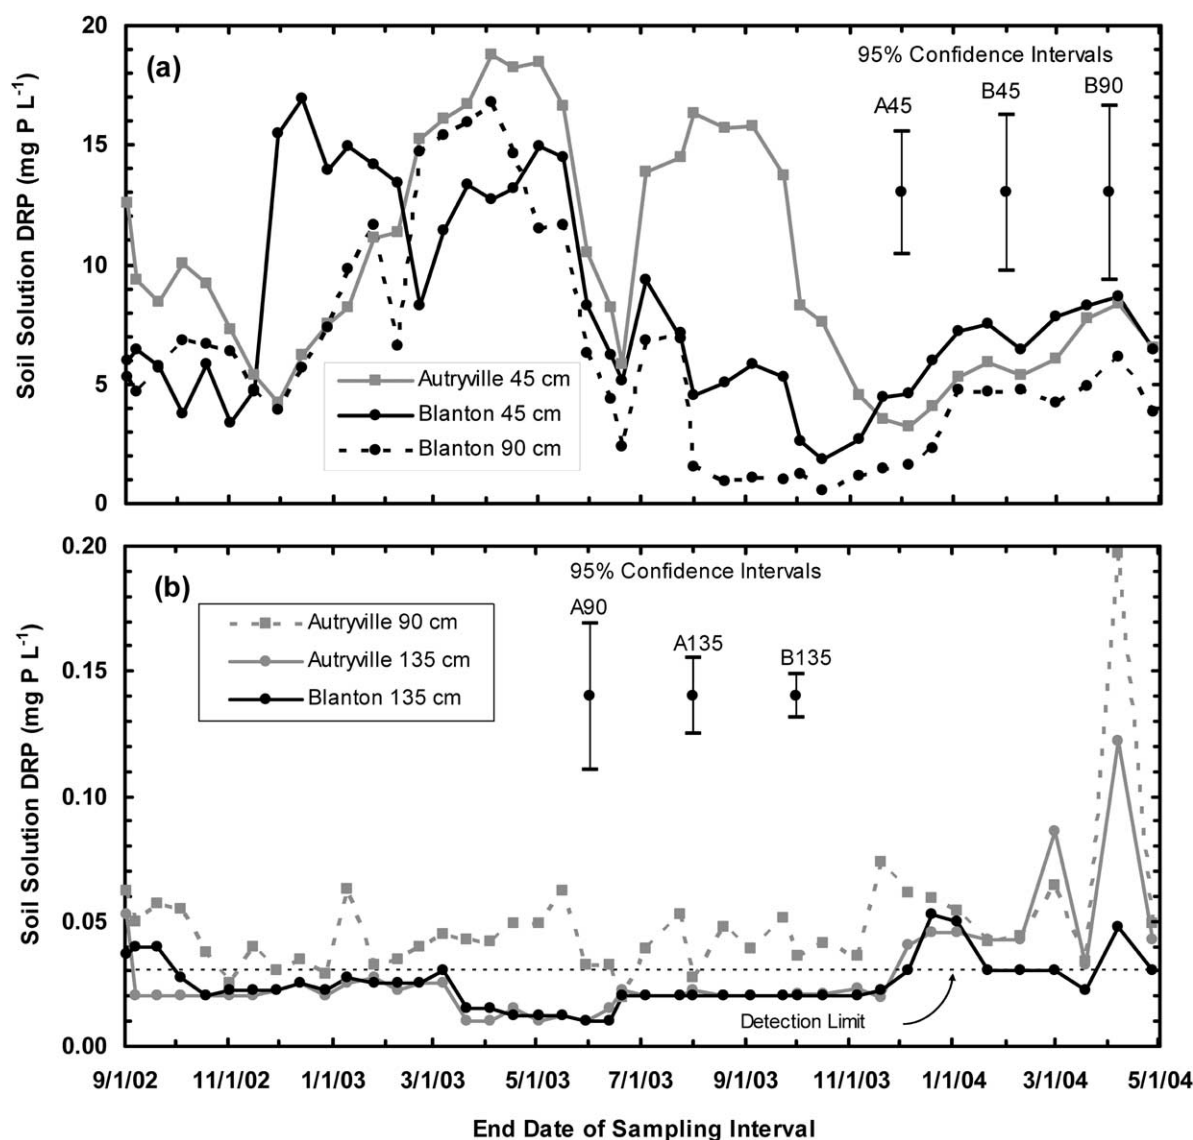 20
15
10
5
0
Soil Solution DRP (mg P L⁻¹)
(a)
95% Confidence Intervals
A45
B45
B90
Autryville 45 cm
Blanton 45 cm
Blanton 90 cm
0.20
0.15
0.10
0.05
0.00
Soil Solution DRP (mg P L⁻¹)
(b)
95% Confidence Intervals
A90
A135
B135
Autryville 90 cm
Autryville 135 cm
Blanton 135 cm
Detection Limit
9/1/02 11/1/02 1/1/03 3/1/03 5/1/03 7/1/03 9/1/03 11/1/03 1/1/04 3/1/04 5/1/04
End Date of Sampling Interval